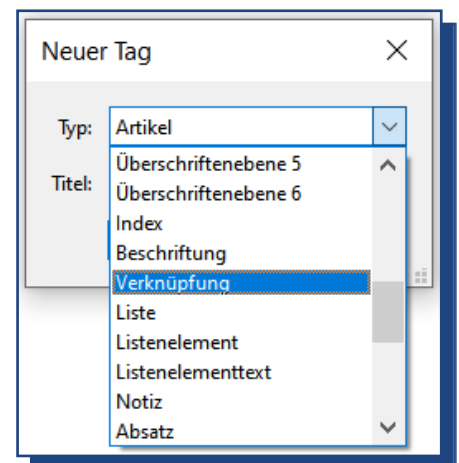 Neuer Tag
Typ: Artikel
Titel:
Überschriftenebene 5
Überschriftenebene 6
Index
Beschriftung
Verknüpfung
Liste
Listenelement
Listenelementtext
Notiz
Absatz